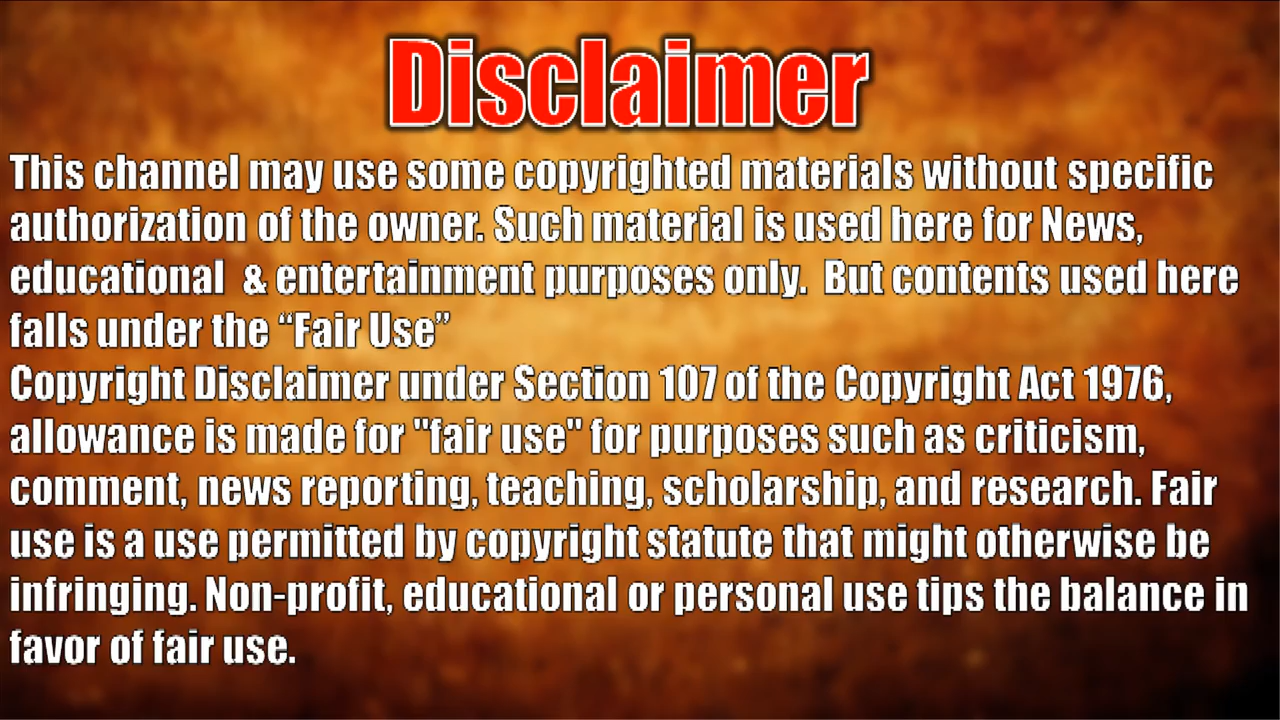 Disclaimer
This channel may use some copyrighted materials without specific
authorization of the owner. Such material is used here for News,
educational  & entertainment purposes only.  But contents used here
falls under the “Fair Use”
Copyright Disclaimer under Section 107 of the Copyright Act 1976,
allowance is made for "fair use" for purposes such as criticism,
comment, news reporting, teaching, scholarship, and research. Fair
use is a use permitted by copyright statute that might otherwise be
infringing. Non-profit, educational or personal use tips the balance in
favor of fair use.